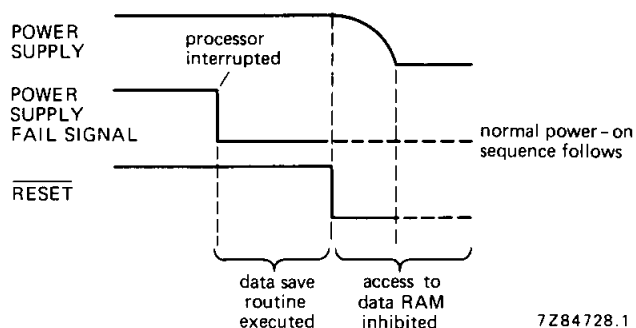 POWER
SUPPLY
processor
interrupted
POWER
SUPPLY
FAIL SIGNAL
normal power-on
sequence follows
RESET
data save
routine
executed
access to
data RAM
inhibited
7Z84728.1